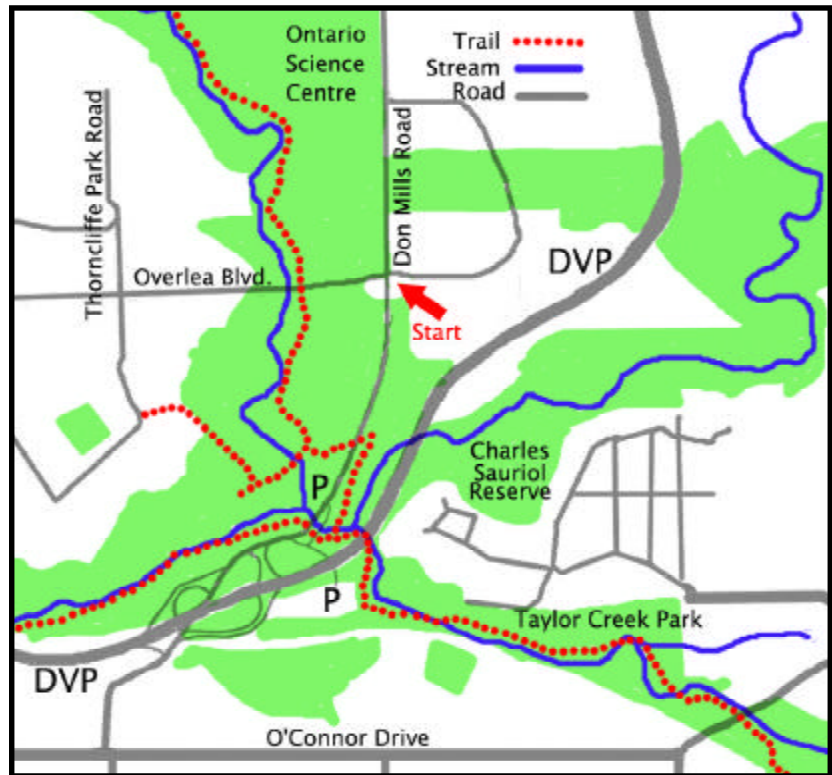 Ontario
Science
Centre
Trail
Stream
Road
Thorncliffe Park Road
Don Mills Road
Overlea Blvd.
DVP
Start
Charles
Sauriol
Reserve
P
P
Taylor Creek Park
DVP
O'Connor Drive